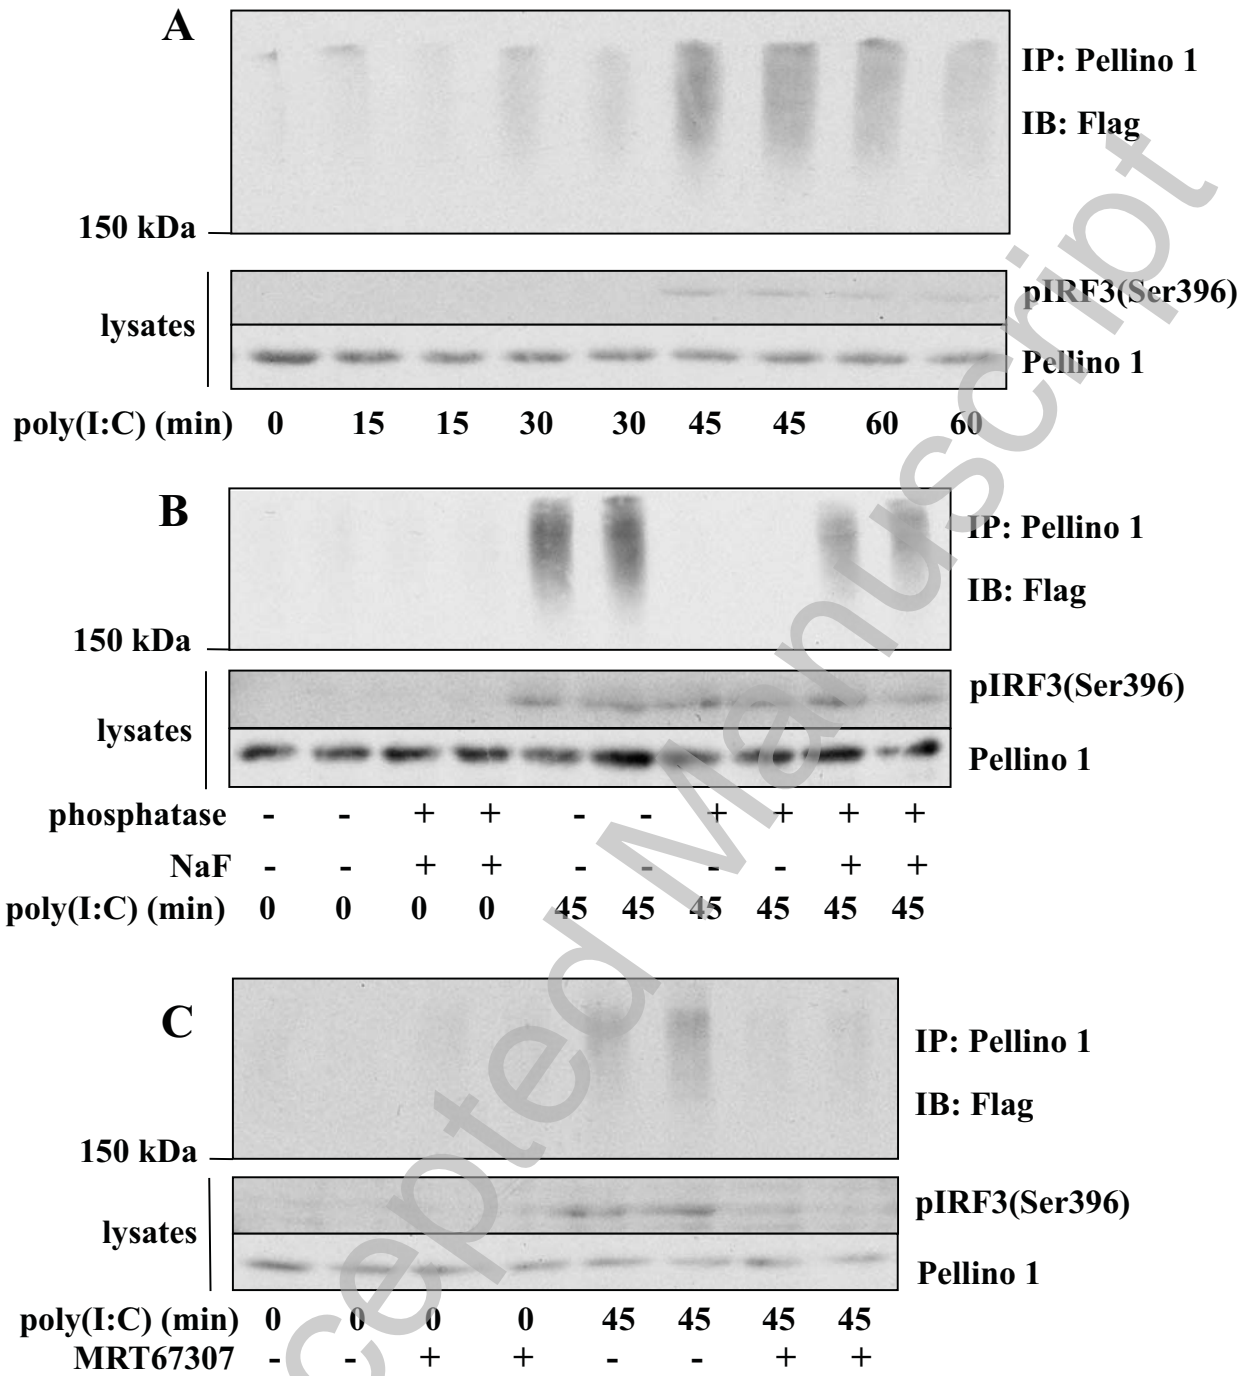 A
IP: Pellino 1
IB: Flag
150 kDa
pIRF3(Ser396)
lysates
Pellino 1
poly(I:C) (min) 0 15 15 30 30 45 45 60 60
B
IP: Pellino 1
IB: Flag
150 kDa
pIRF3(Ser396)
lysates
Pellino 1
phosphatase - - + + - - + + + +
NaF - - + + - - - - + +
poly(I:C) (min) 0 0 0 0 45 45 45 45 45 45
C
IP: Pellino 1
IB: Flag
150 kDa
pIRF3(Ser396)
lysates
Pellino 1
poly(I:C) (min) 0 0 0 0 45 45 45 45
MRT67307 - - + + - - + +
cepted Manuscript